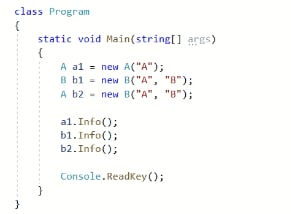 class Program
{
static void Main(string[] args)
{
A a1 = new A("A");
B b1 = new B("A", "B");
A b2 = new B("A", "B");
a1.Info();
b1.Info();
b2.Info();
Console.ReadKey();
}
}